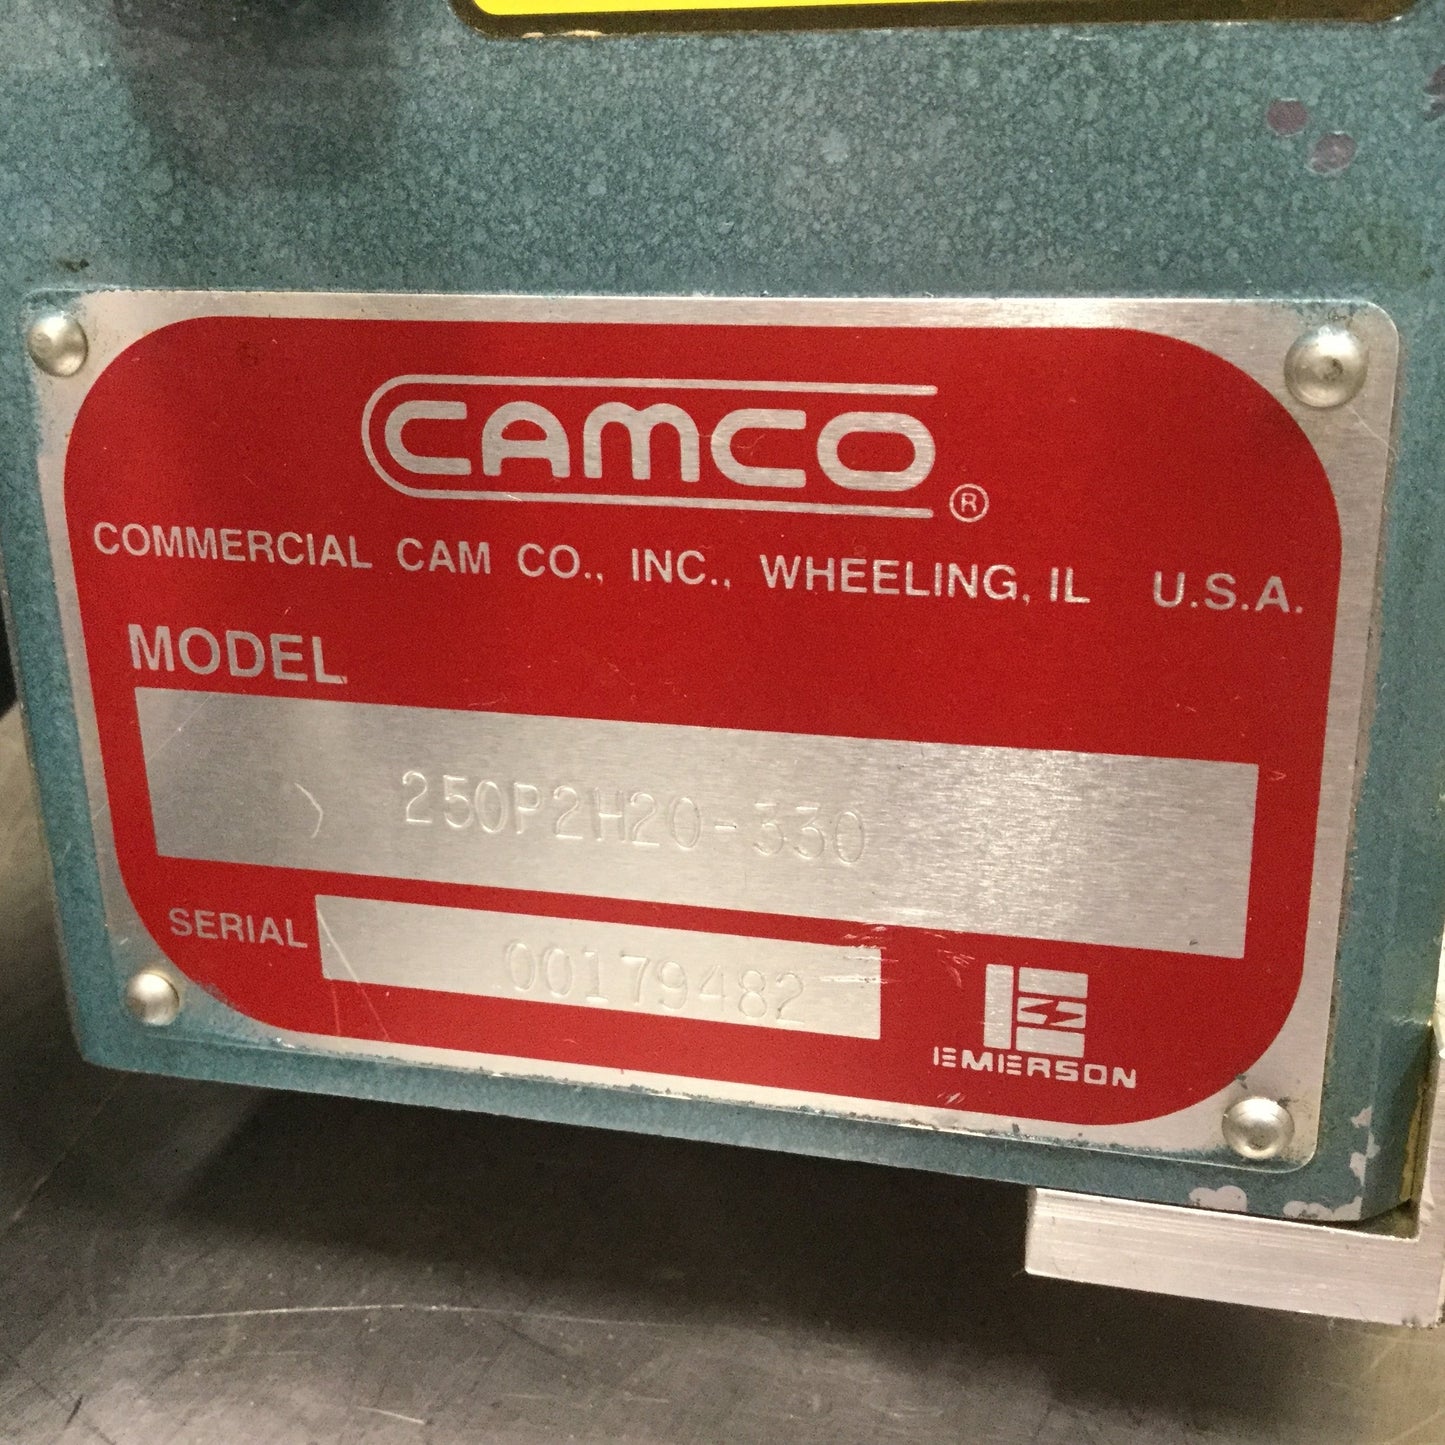 CAMCO ®
COMMERCIAL CAM CO., INC., WHEELING, IL U.S.A.
MODEL
250P2H20-330
SERIAL 00179482
EMERSON